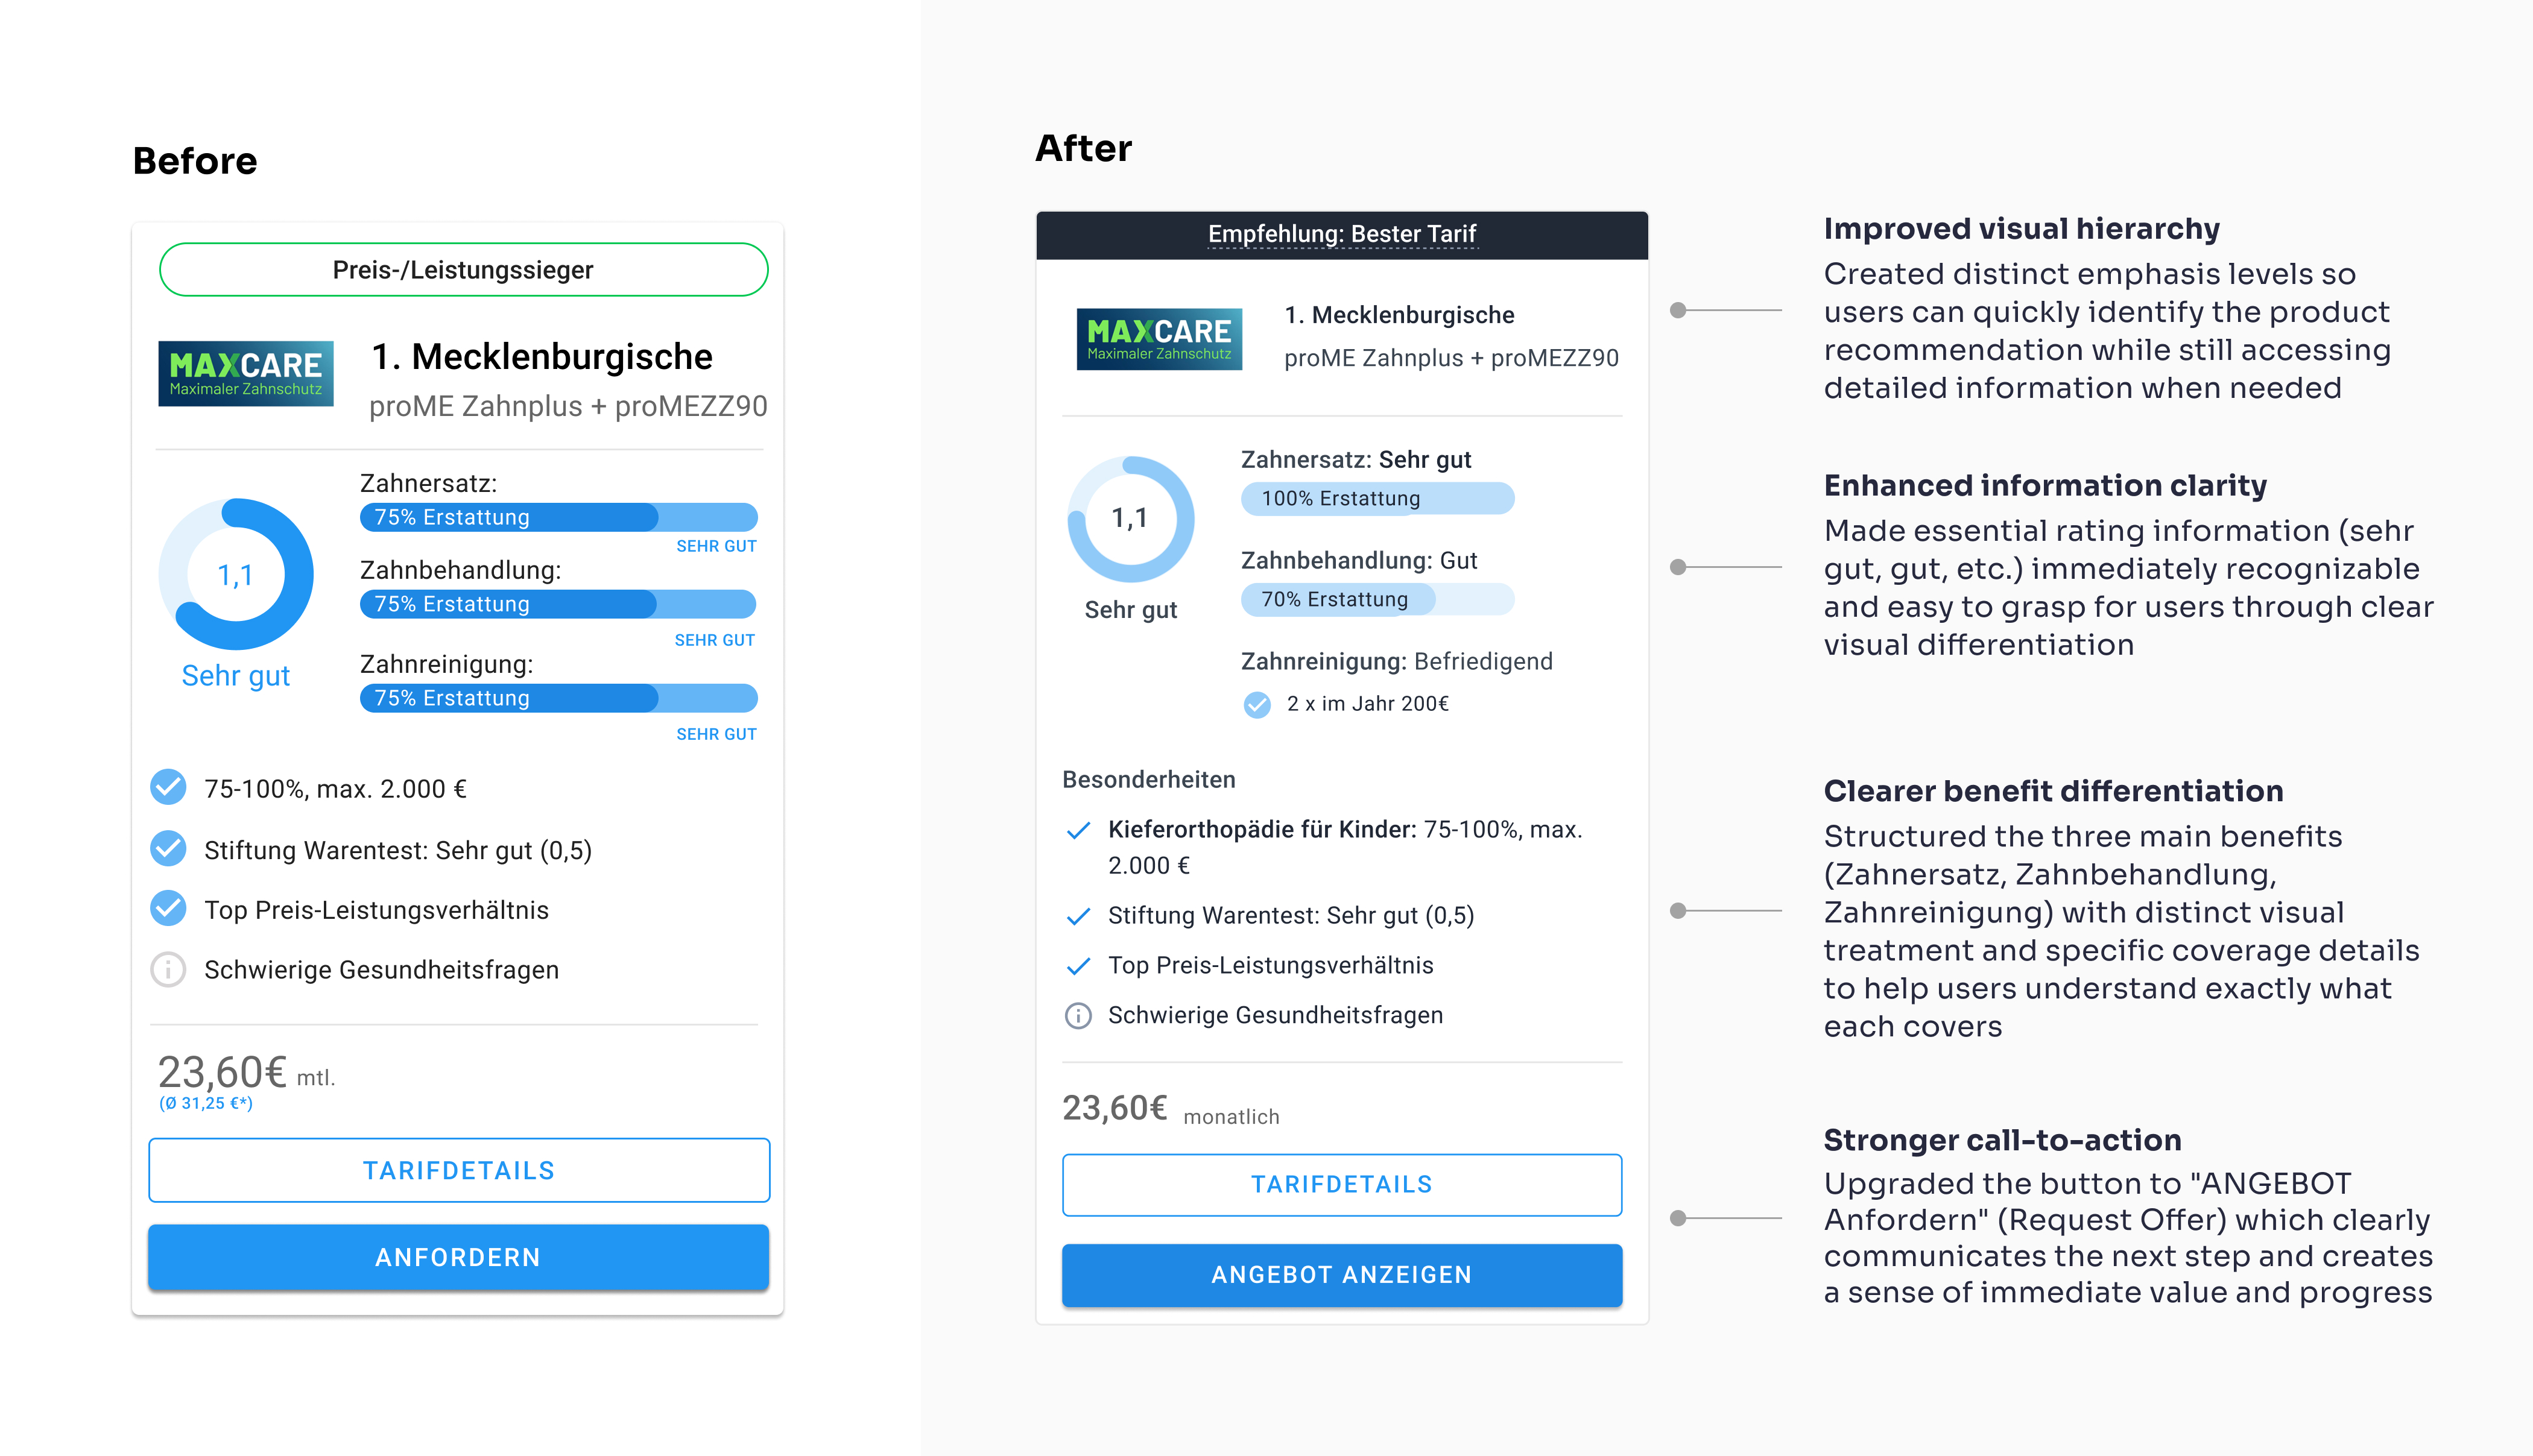 Before
Preis-/Leistungssieger
MAXCARE
Maximaler Zahnschutz
1. Mecklenburgische
proME Zahnplus + proMEZZ90
1,1
Sehr gut
Zahnersatz:
75% Erstattung
SEHR GUT
Zahnbehandlung:
75% Erstattung
SEHR GUT
Zahnreinigung:
75% Erstattung
SEHR GUT
75-100%, max. 2.000 €
Stiftung Warentest: Sehr gut (0,5)
Top Preis-Leistungsverhältnis
Schwierige Gesundheitsfragen
23,60€ mtl.
(Ø 31,25 €*)
TARIFDETAILS
ANFORDERN
After
Empfehlung: Bester Tarif
MAXCARE
Maximaler Zahnschutz
1. Mecklenburgische
proME Zahnplus + proMEZZ90
1,1
Sehr gut
Zahnersatz: Sehr gut
100% Erstattung
Zahnbehandlung: Gut
70% Erstattung
Zahnreinigung: Befriedigend
2 x im Jahr 200€
Besonderheiten
Kieferorthopädie für Kinder: 75-100%, max.
2.000 €
Stiftung Warentest: Sehr gut (0,5)
Top Preis-Leistungsverhältnis
Schwierige Gesundheitsfragen
23,60€ monatlich
TARIFDETAILS
ANGEBOT ANZEIGEN
Improved visual hierarchy
Created distinct emphasis levels so
users can quickly identify the product
recommendation while still accessing
detailed information when needed
Enhanced information clarity
Made essential rating information (sehr
gut, gut, etc.) immediately recognizable
and easy to grasp for users through clear
visual differentiation
Clearer benefit differentiation
Structured the three main benefits
(Zahnersatz, Zahnbehandlung,
Zahnreinigung) with distinct visual
treatment and specific coverage details
to help users understand exactly what
each covers
Stronger call-to-action
Upgraded the button to "ANGEBOT
Anfordern" (Request Offer) which clearly
communicates the next step and creates
a sense of immediate value and progress